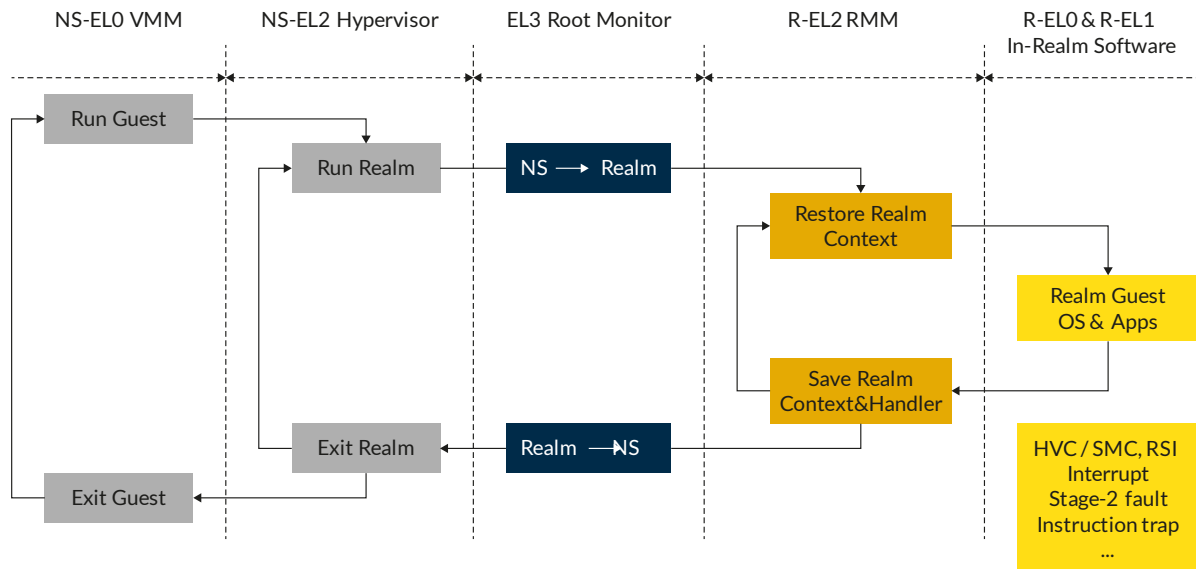 NS-EL0 VMM
NS-EL2 Hypervisor
EL3 Root Monitor
R-EL2 RMM
R-EL0 & R-EL1
In-Realm Software
Run Guest
Run Realm
NS → Realm
Restore Realm
Context
Realm Guest
OS & Apps
Save Realm
Context&Handler
Exit Realm
Realm → NS
Exit Guest
HVC / SMC, RSI
Interrupt
Stage-2 fault
Instruction trap
...